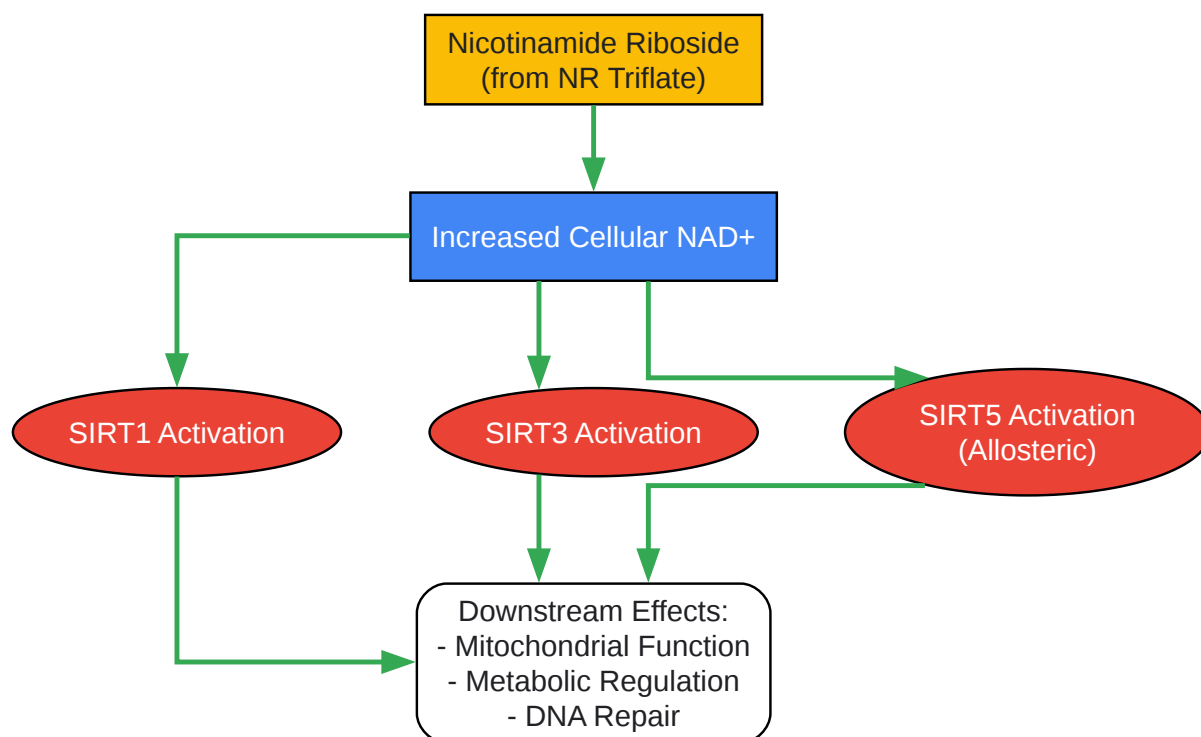 Nicotinamide Riboside
(from NR Triflate)
Increased Cellular NAD+
SIRT1 Activation
SIRT3 Activation
SIRT5 Activation
(Allosteric)
Downstream Effects:
- Mitochondrial Function
- Metabolic Regulation
- DNA Repair